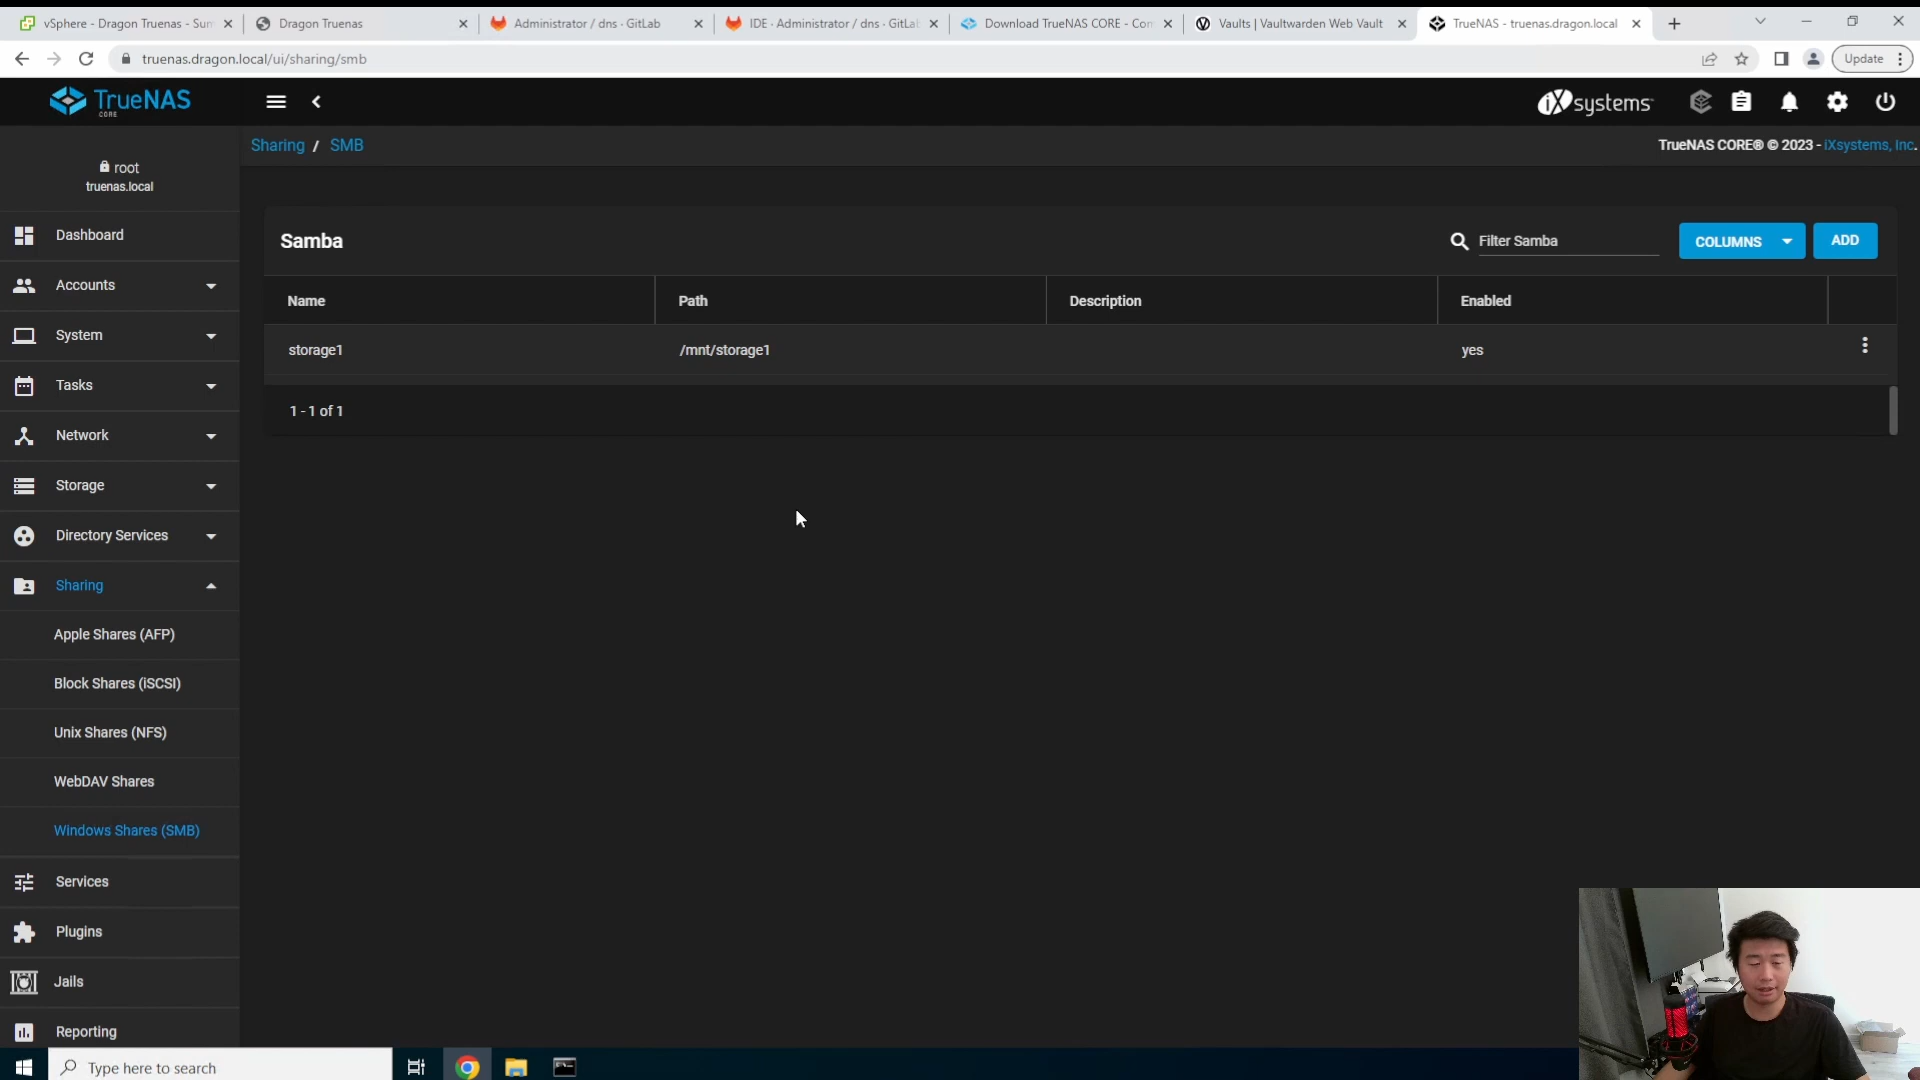 vSphere - Dragon Truenas - Sum
Dragon Truenas
Administrator / dns · GitLab
IDE · Administrator / dns · GitLa
Download TrueNAS CORE - Com
Vaults | Vaultwarden Web Vault
TrueNAS - truenas.dragon.local
truenas.dragon.local/ui/sharing/smb
Update
TrueNAS
CORE
iXsystems
root
truenas.local
Sharing / SMB
TrueNAS CORE® © 2023 - iXsystems, Inc.
Dashboard
Accounts
System
Tasks
Network
Storage
Directory Services
Sharing
Apple Shares (AFP)
Block Shares (iSCSI)
Unix Shares (NFS)
WebDAV Shares
Windows Shares (SMB)
Services
Plugins
Jails
Reporting
Samba
Filter Samba
COLUMNS
ADD
Name Path Description Enabled
storage1 /mnt/storage1 yes
1 - 1 of 1
Type here to search